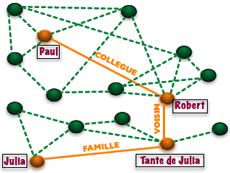 Paul
COLLEGUE
Robert
VOISIN
FAMILLE
Julia
Tante de Julia